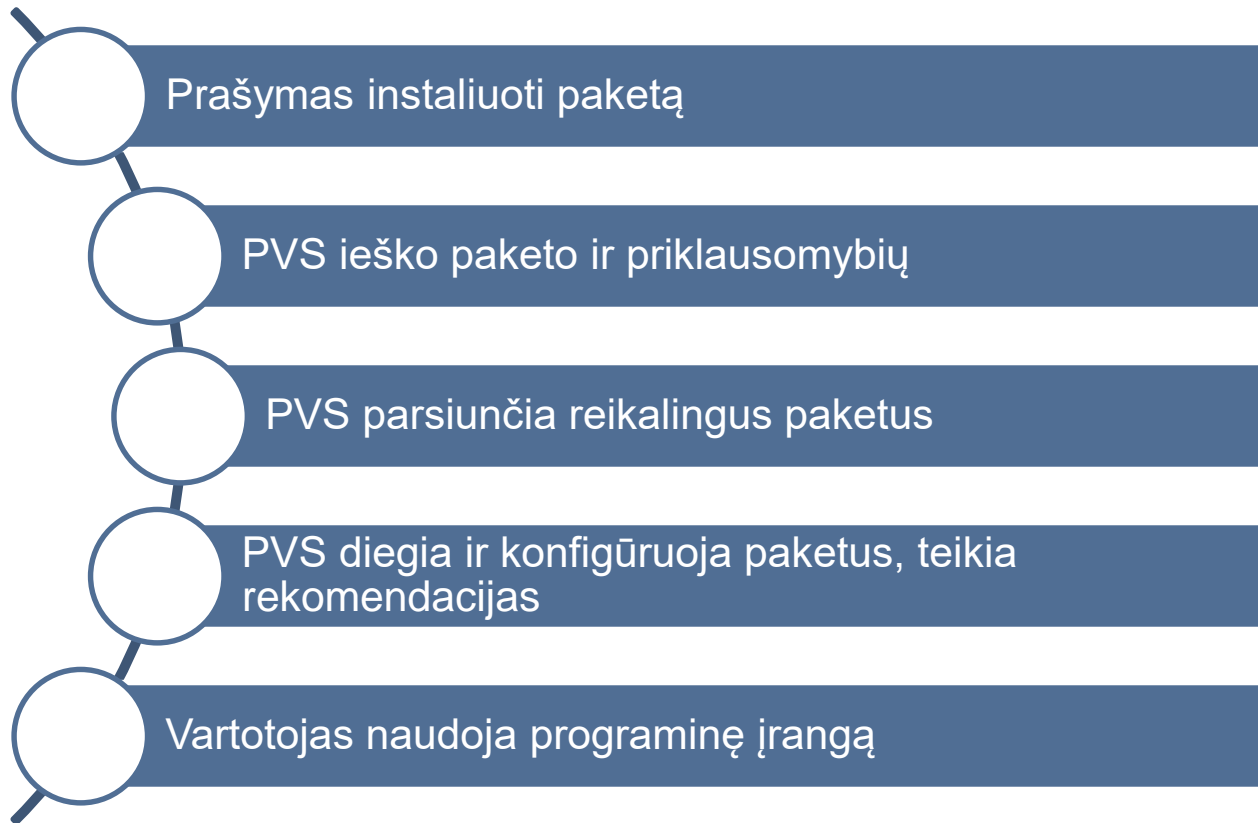 Prašymas instaliuoti paketą
PVS ieško paketo ir priklausomybių
PVS parsiunčia reikalingus paketus
PVS diegia ir konfigūruoja paketus, teikia
rekomendacijas
Vartotojas naudoja programinę įrangą